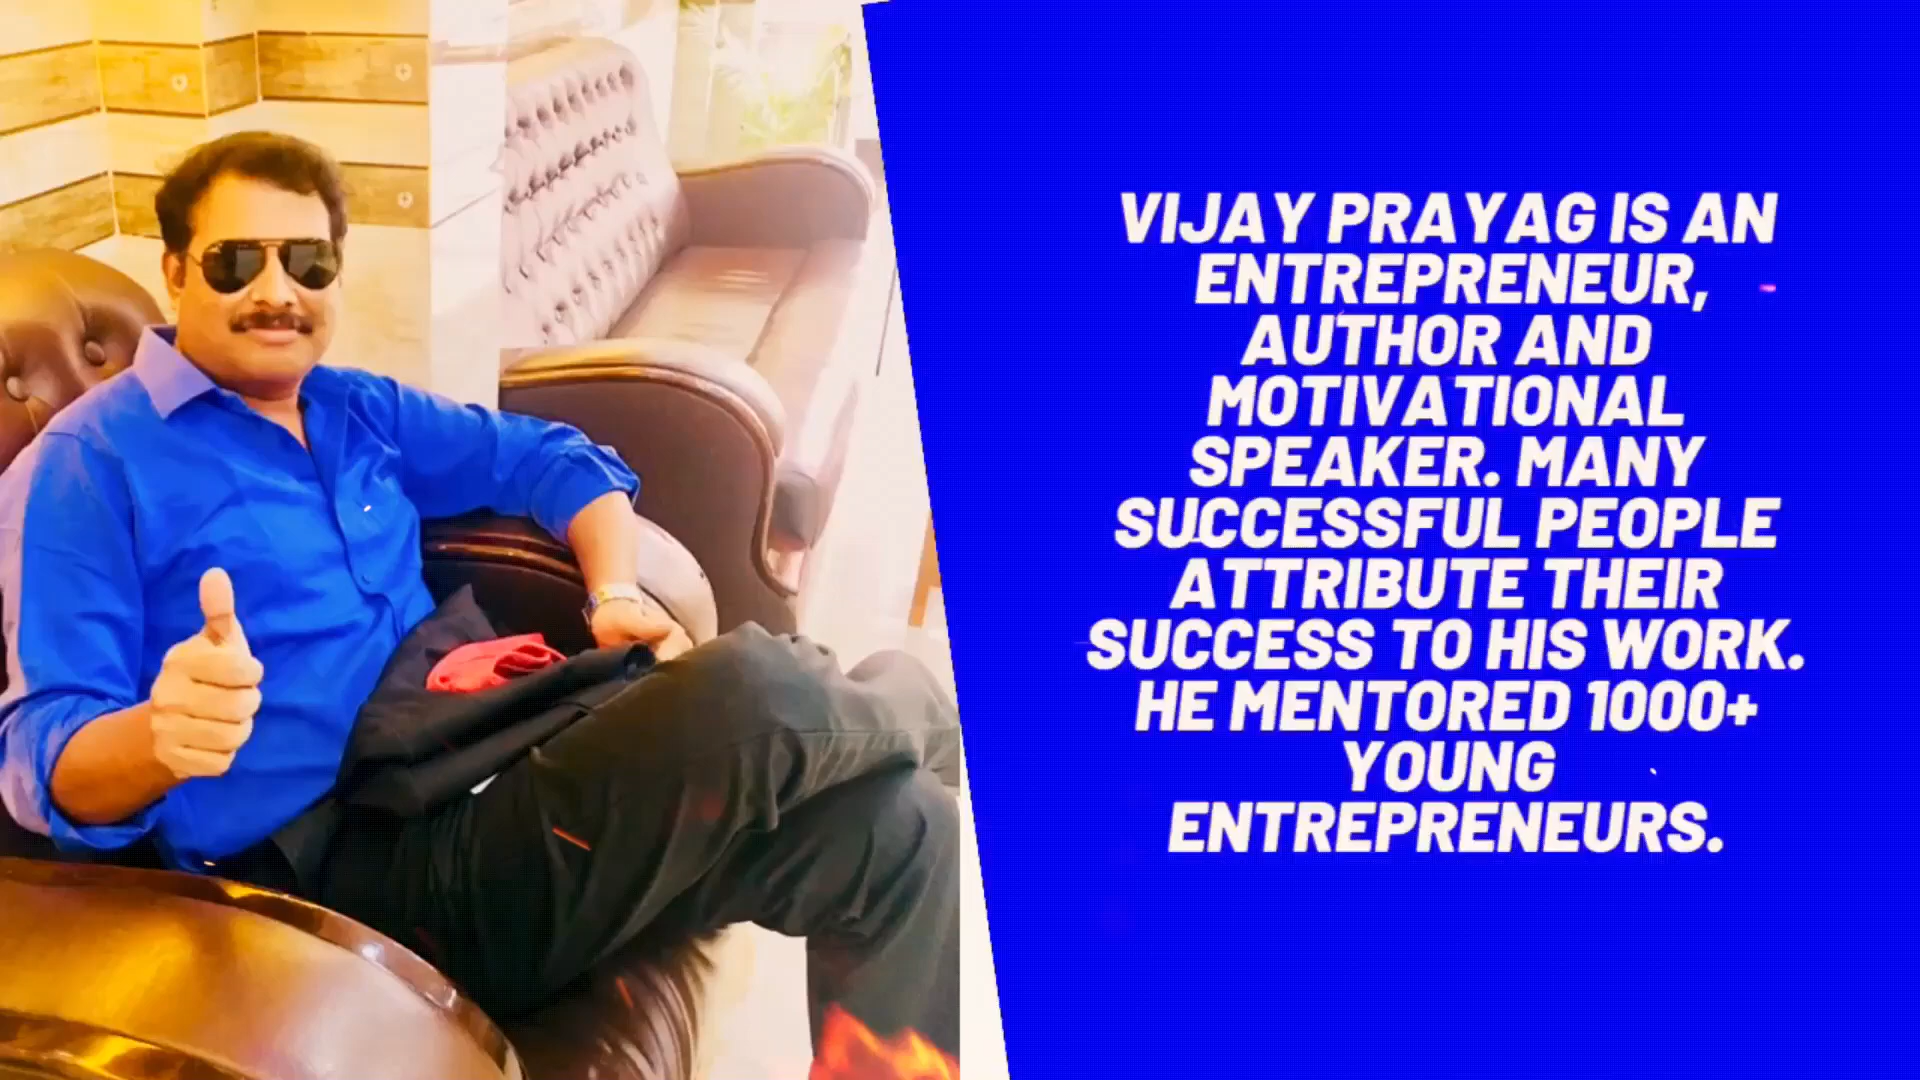 VIJAY PRAYAG IS AN
ENTREPRENEUR,
AUTHOR AND
MOTIVATIONAL
SPEAKER. MANY
SUCCESSFUL PEOPLE
ATTRIBUTE THEIR
SUCCESS TO HIS WORK.
HE MENTORED 1000+
YOUNG
ENTREPRENEURS.